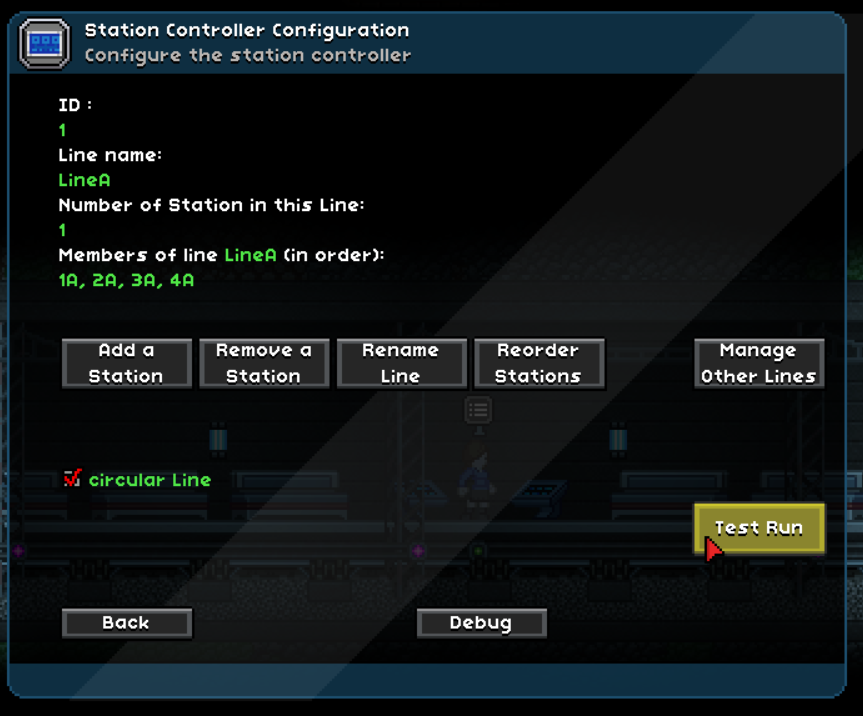 Station Controller Configuration
Configure the station controller
ID :
1
Line name:
LineA
Number of Station in this Line:
1
Members of line LineA (in order):
1A, 2A, 3A, 4A
Add a
Station
Remove a
Station
Rename
Line
Reorder
Stations
Manage
Other Lines
circular Line
Test Run
Back
Debug